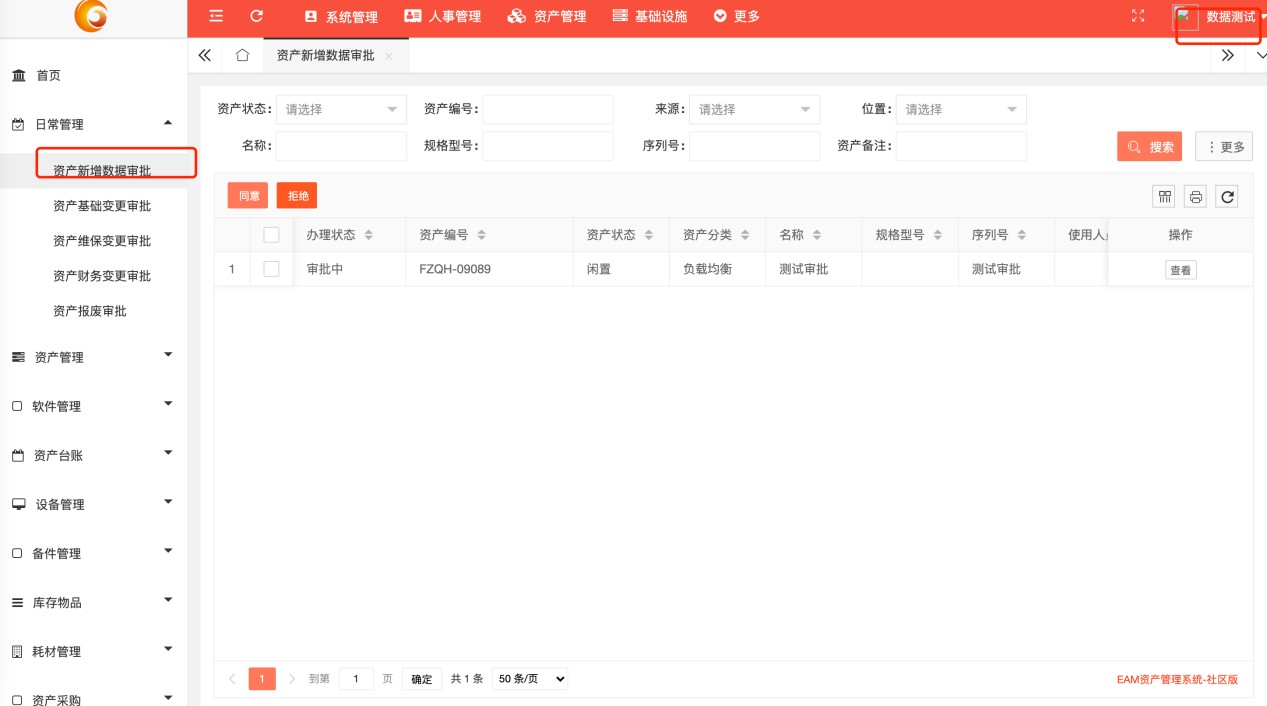 系统管理 人事管理 资产管理 基础设施 更多 数据测试
资产新增数据审批
首页
日常管理
资产新增数据审批
资产基础变更审批
资产维保变更审批
资产财务变更审批
资产报废审批
资产管理
软件管理
资产台账
设备管理
备件管理
库存物品
耗材管理
资产采购
资产状态: 请选择 资产编号: 来源: 请选择 位置: 请选择
名称: 规格型号: 序列号: 资产备注: 搜索 更多
同意 拒绝
办理状态 资产编号 资产状态 资产分类 名称 规格型号 序列号 使用人 操作
1 审批中 FZQH-09089 闲置 负载均衡 测试审批 测试审批 查看
1 到第 1 页 确定 共 1 条 50 条/页
EAM资产管理系统-社区版